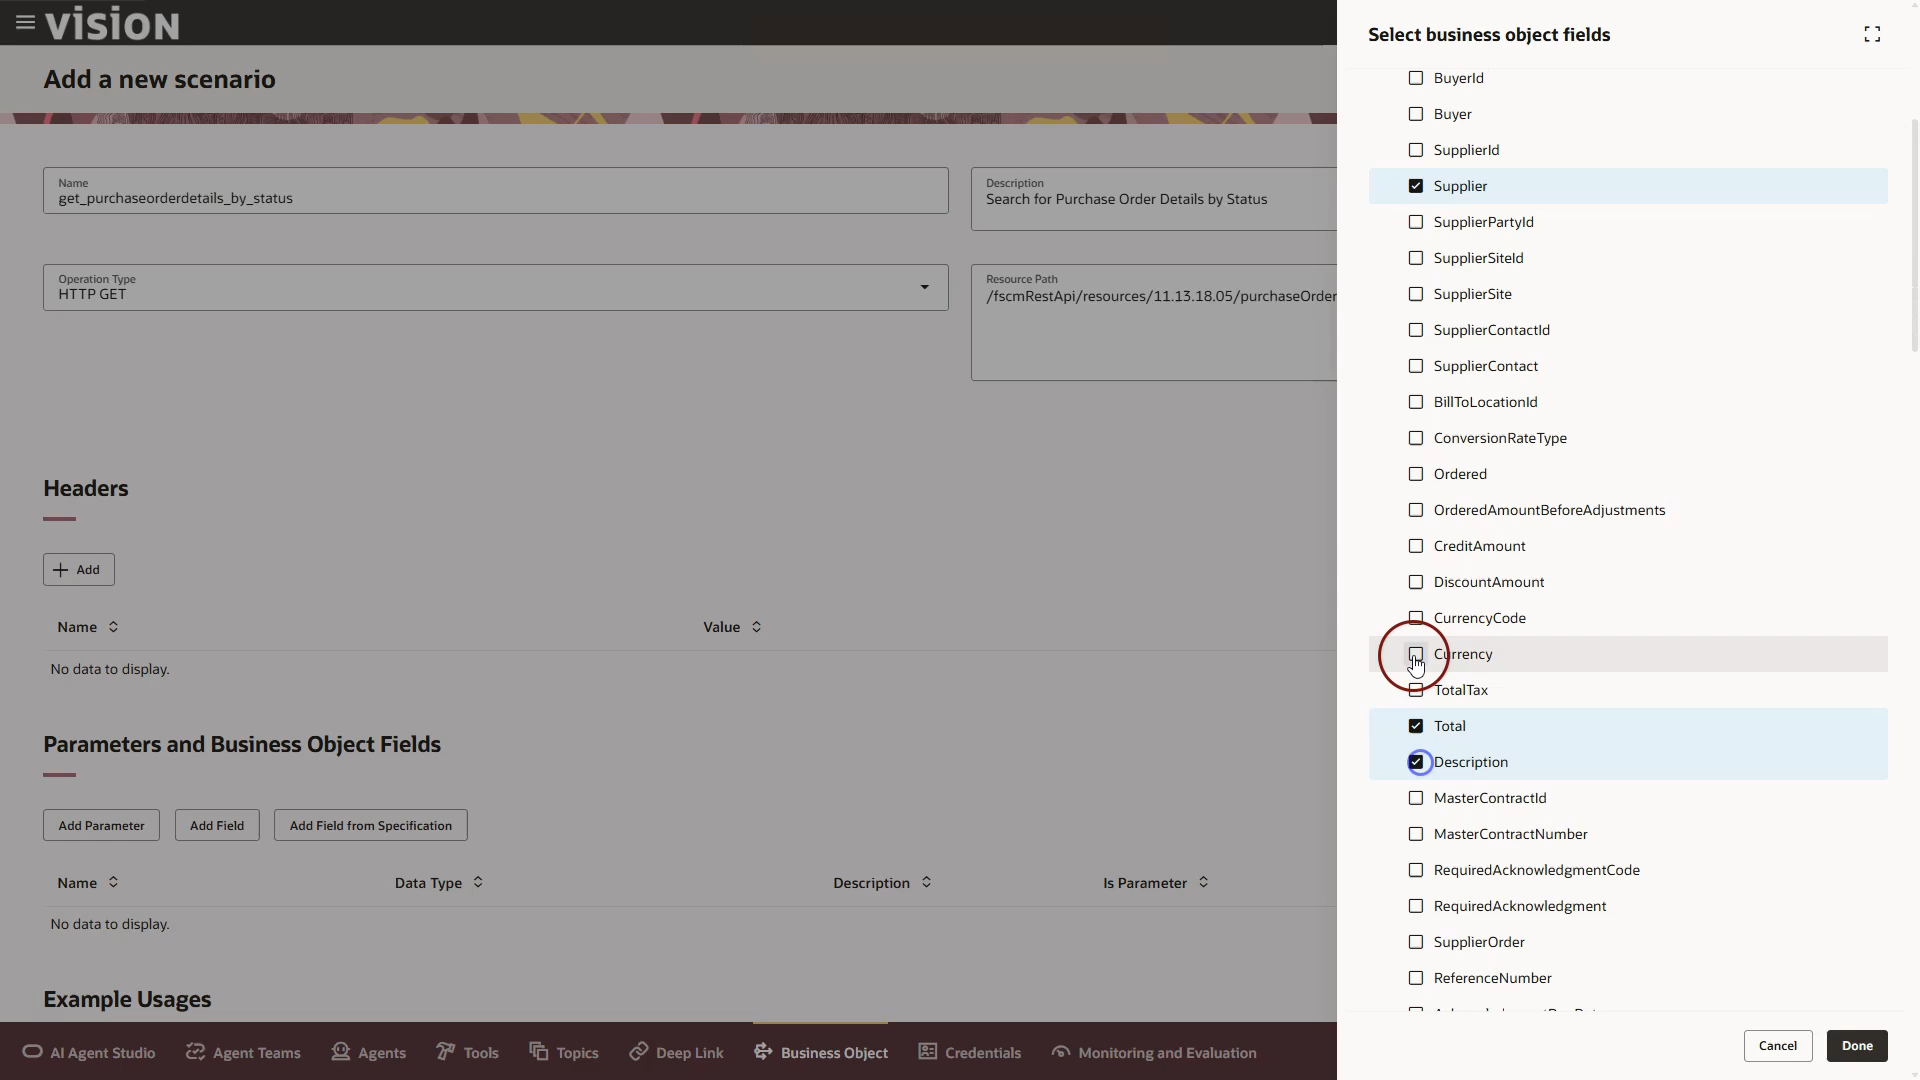 VISION
Add a new scenario
Name
get_purchaseorderdetails_by_status
Description
Search for Purchase Order Details by Status
Operation Type
HTTP GET
Resource Path
/fscmRestApi/resources/11.13.18.05/purchaseOrder
Headers
Add
Name
Value
No data to display.
Parameters and Business Object Fields
Add Parameter
Add Field
Add Field from Specification
Name
Data Type
Description
Is Parameter
No data to display.
Example Usages
AI Agent Studio
Agent Teams
Agents
Tools
Topics
Deep Link
Business Object
Credentials
Monitoring and Evaluation
Select business object fields
BuyerId
Buyer
SupplierId
Supplier
SupplierPartyId
SupplierSiteId
SupplierSite
SupplierContactId
SupplierContact
BillToLocationId
ConversionRateType
Ordered
OrderedAmountBeforeAdjustments
CreditAmount
DiscountAmount
CurrencyCode
Currency
TotalTax
Total
Description
MasterContractId
MasterContractNumber
RequiredAcknowledgmentCode
RequiredAcknowledgment
SupplierOrder
ReferenceNumber
Cancel
Done